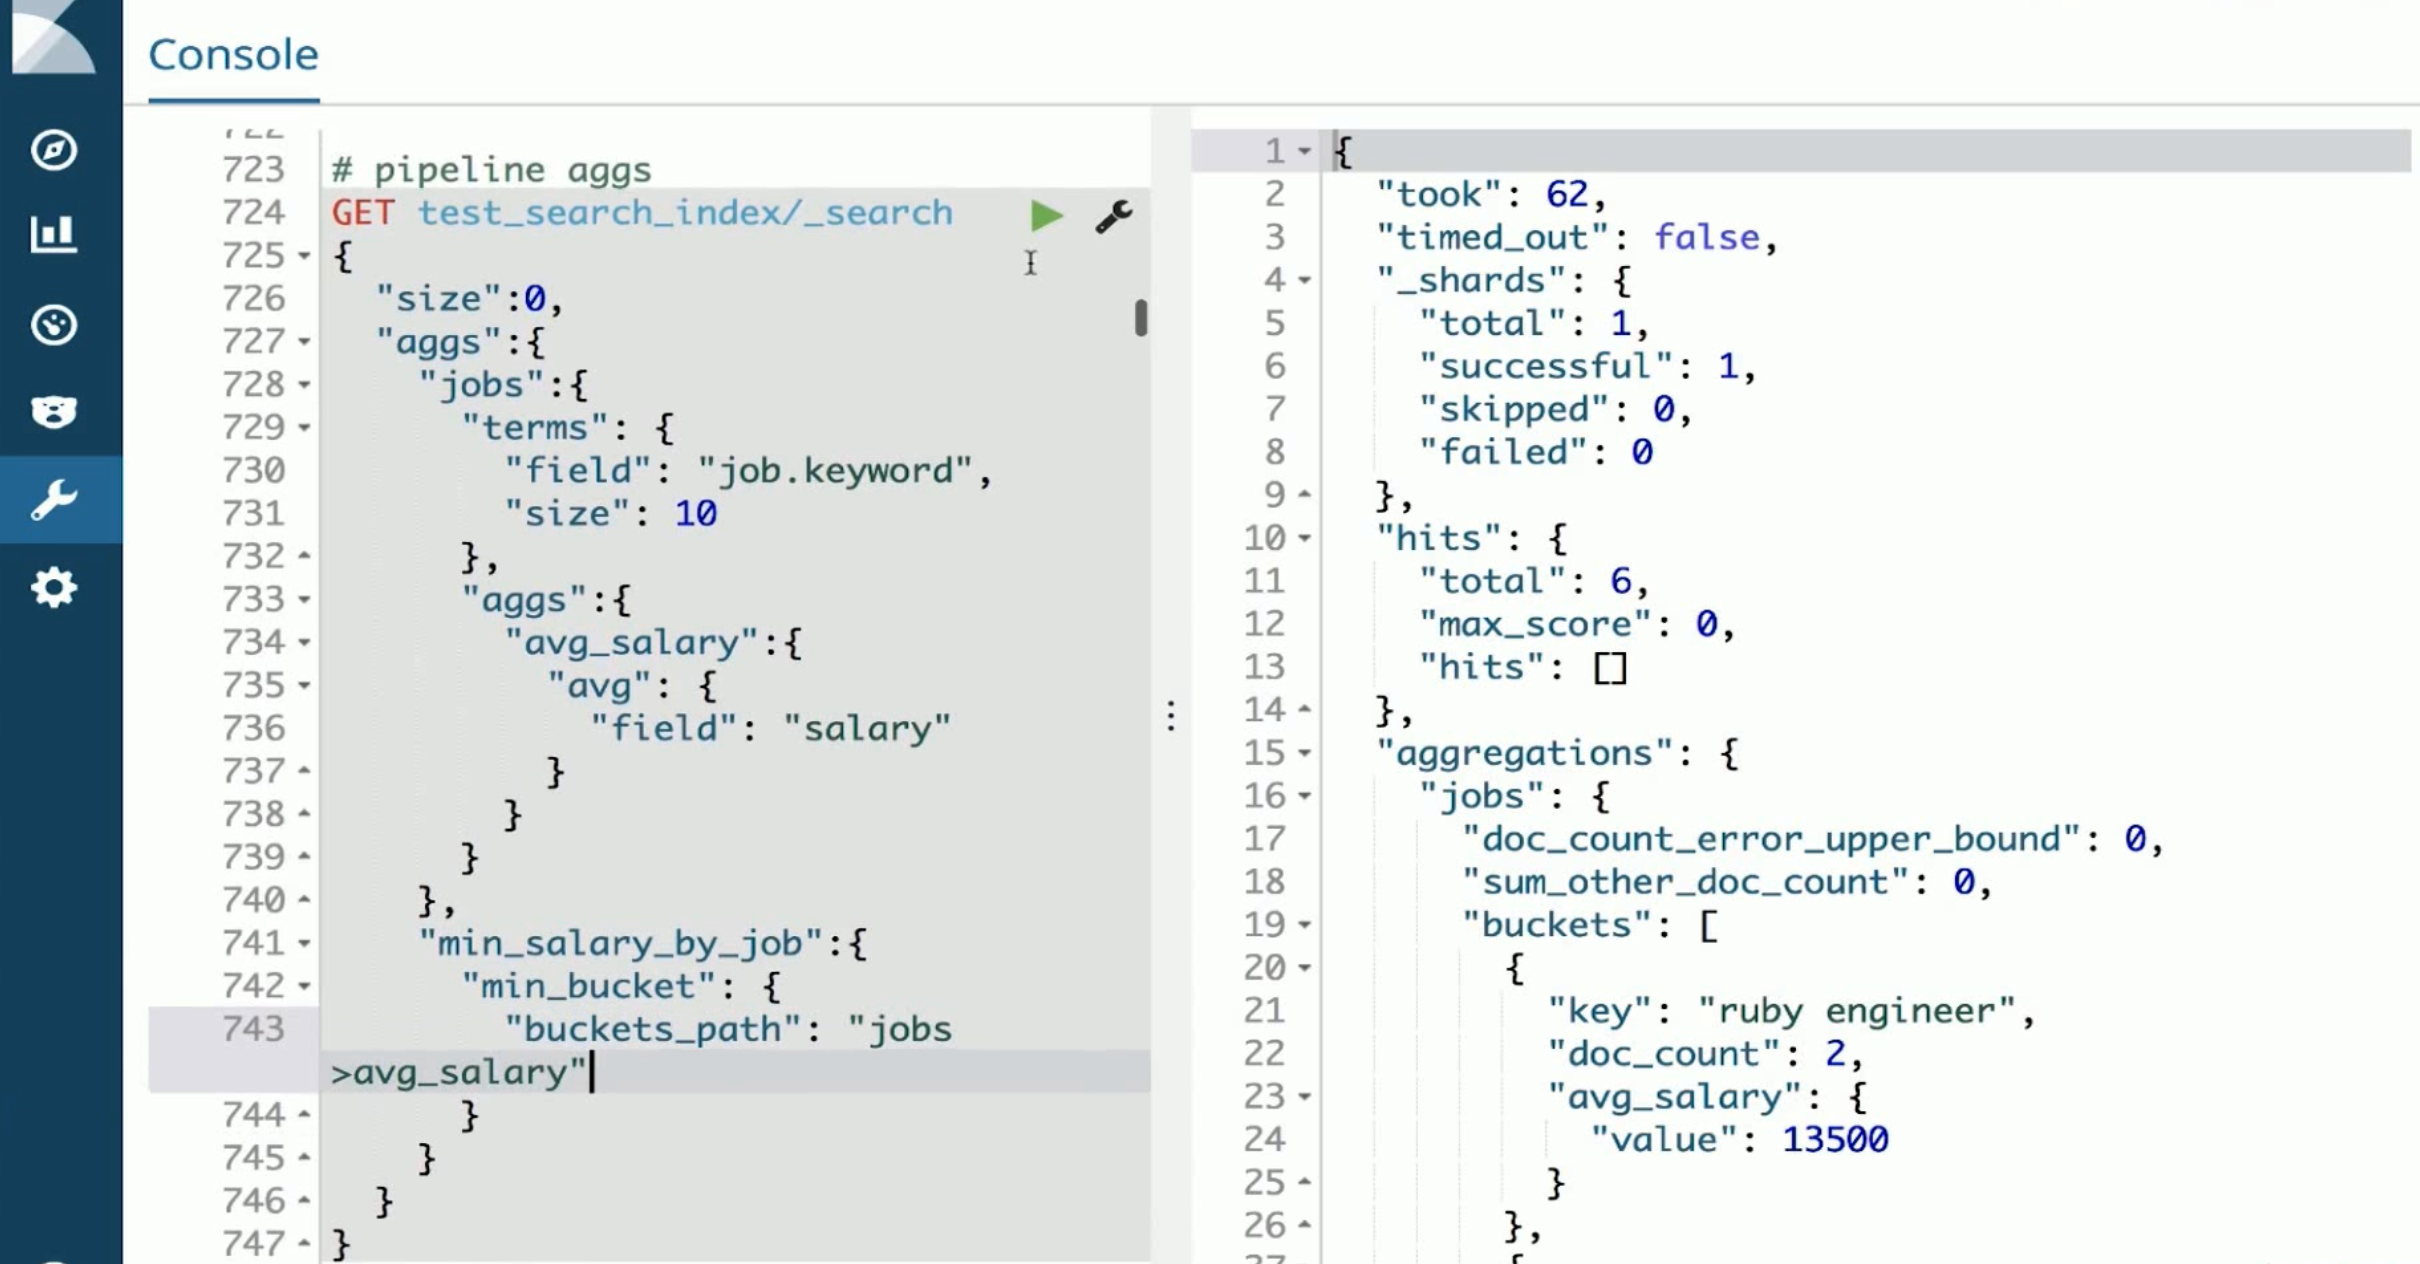 Console
723 # pipeline aggs
724 GET test_search_index/_search
725 {
726 "size":0,
727 "aggs":{
728 "jobs":{
729 "terms": {
730 "field": "job.keyword",
731 "size": 10
732 },
733 "aggs":{
734 "avg_salary":{
735 "avg": {
736 "field": "salary"
737 }
738 }
739 }
740 },
741 "min_salary_by_job":{
742 "min_bucket": {
743 "buckets_path": "jobs
>avg_salary"
744 }
745 }
746 }
747 }
1 {
2 "took": 62,
3 "timed_out": false,
4 "_shards": {
5 "total": 1,
6 "successful": 1,
7 "skipped": 0,
8 "failed": 0
9 },
10 "hits": {
11 "total": 6,
12 "max_score": 0,
13 "hits": []
14 },
15 "aggregations": {
16 "jobs": {
17 "doc_count_error_upper_bound": 0,
18 "sum_other_doc_count": 0,
19 "buckets": [
20 {
21 "key": "ruby engineer",
22 "doc_count": 2,
23 "avg_salary": {
24 "value": 13500
25 }
26 },